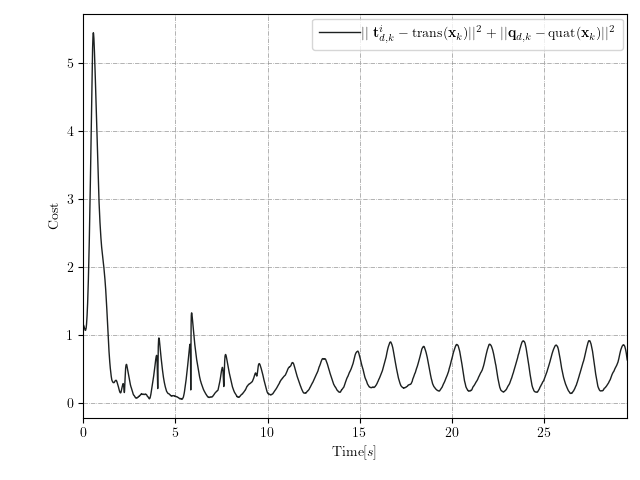 || t^i_{d,k} − trans(x_k)||^2 + ||q_{d,k} − quat(x_k)||^2
5
4
3
2
1
0
Cost
0 5 10 15 20 25
Time[s]